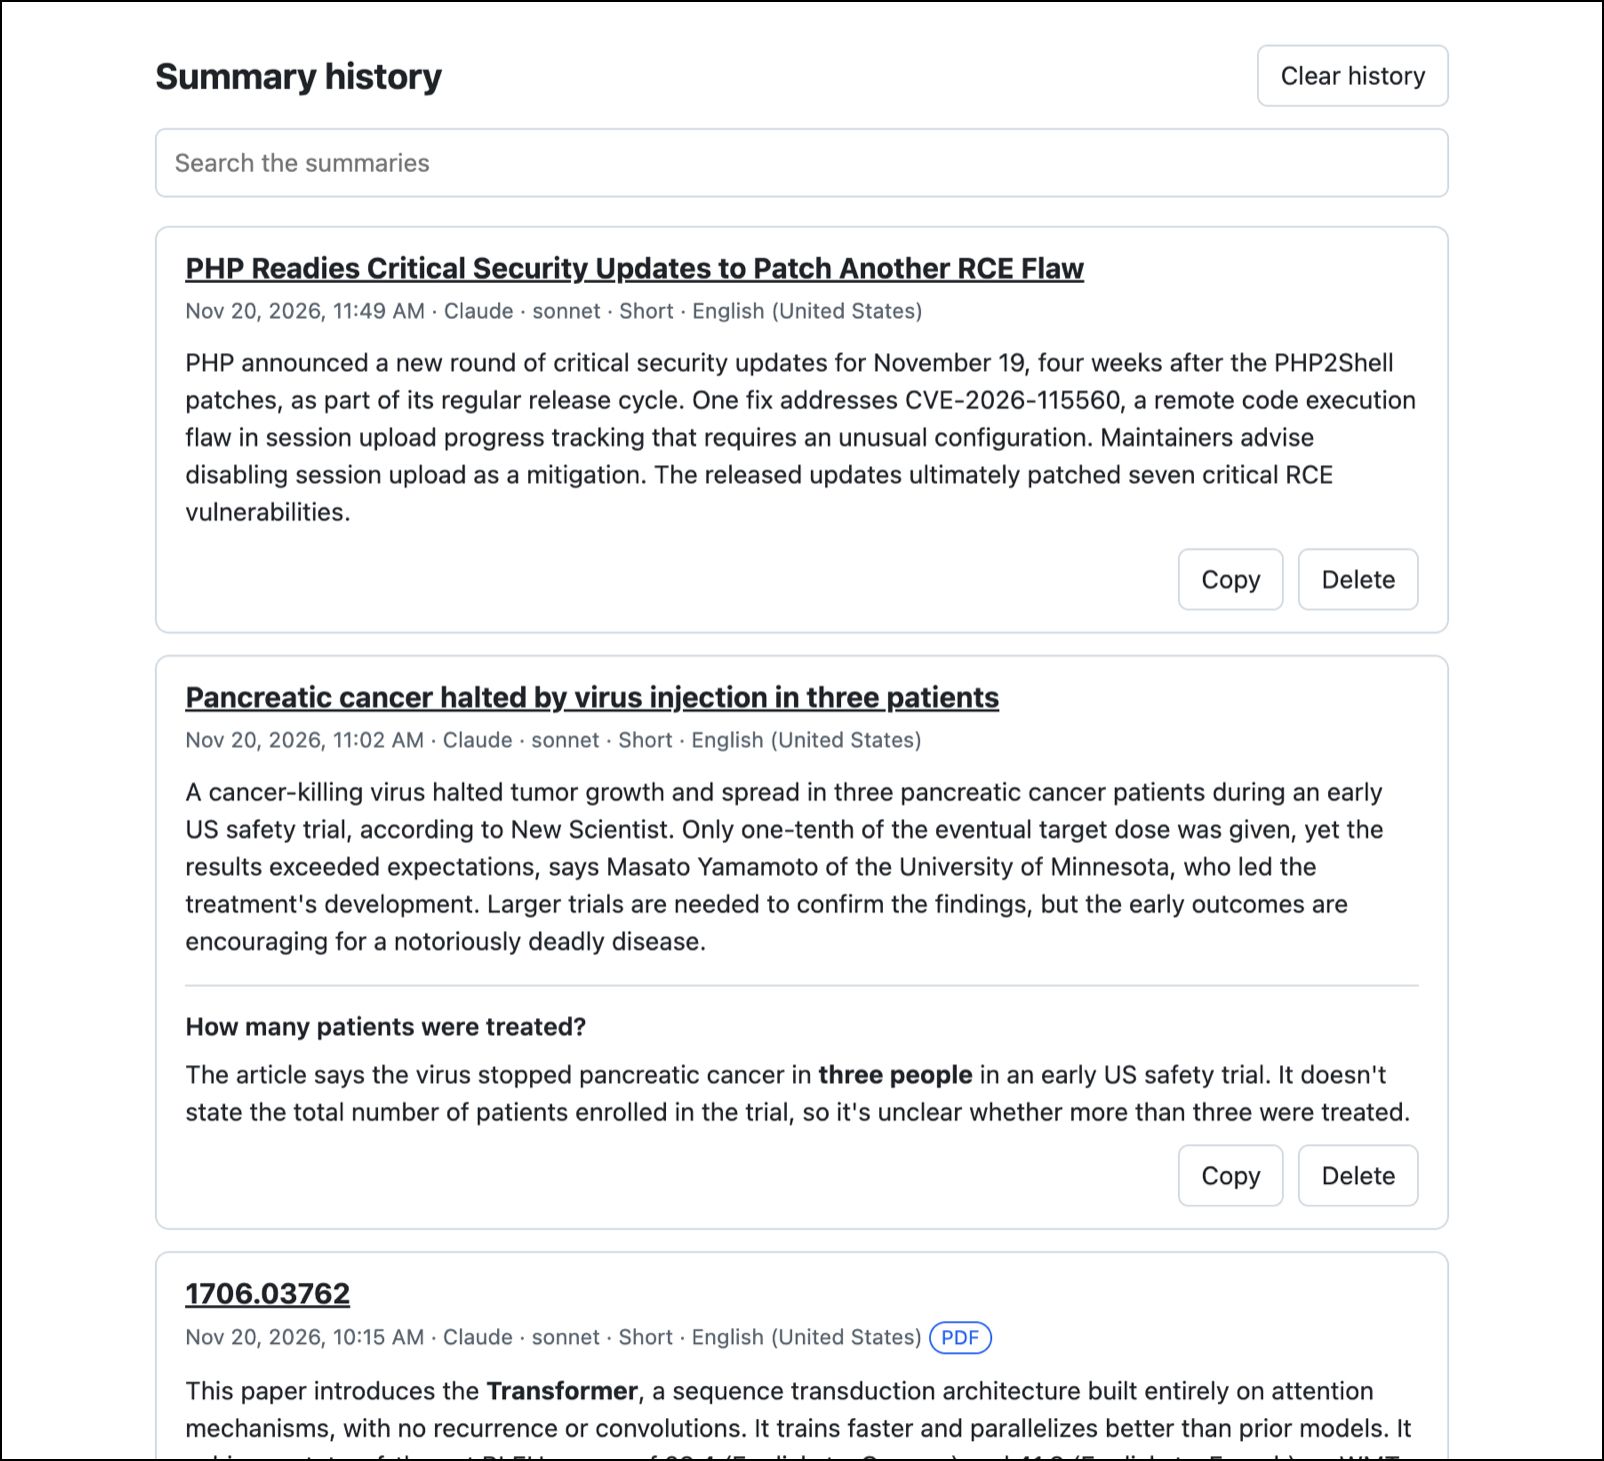 Summary history
Clear history
Search the summaries
PHP Readies Critical Security Updates to Patch Another RCE Flaw
Nov 20, 2026, 11:49 AM · Claude · sonnet · Short · English (United States)
PHP announced a new round of critical security updates for November 19, four weeks after the PHP2Shell
patches, as part of its regular release cycle. One fix addresses CVE-2026-115560, a remote code execution
flaw in session upload progress tracking that requires an unusual configuration. Maintainers advise
disabling session upload as a mitigation. The released updates ultimately patched seven critical RCE
vulnerabilities.
Copy
Delete
Pancreatic cancer halted by virus injection in three patients
Nov 20, 2026, 11:02 AM · Claude · sonnet · Short · English (United States)
A cancer-killing virus halted tumor growth and spread in three pancreatic cancer patients during an early
US safety trial, according to New Scientist. Only one-tenth of the eventual target dose was given, yet the
results exceeded expectations, says Masato Yamamoto of the University of Minnesota, who led the
treatment's development. Larger trials are needed to confirm the findings, but the early outcomes are
encouraging for a notoriously deadly disease.
How many patients were treated?
The article says the virus stopped pancreatic cancer in three people in an early US safety trial. It doesn't
state the total number of patients enrolled in the trial, so it's unclear whether more than three were treated.
Copy
Delete
1706.03762
Nov 20, 2026, 10:15 AM · Claude · sonnet · Short · English (United States) PDF
This paper introduces the Transformer, a sequence transduction architecture built entirely on attention
mechanisms, with no recurrence or convolutions. It trains faster and parallelizes better than prior models. It